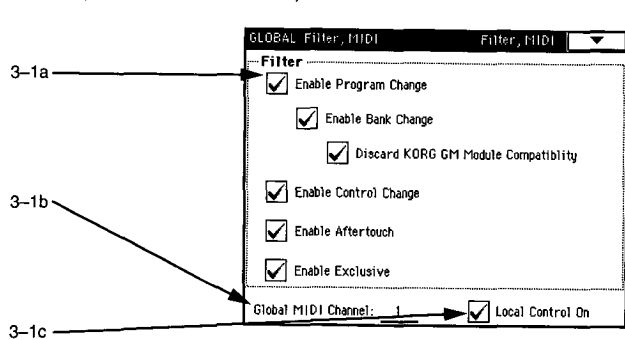 GLOBAL Filter, MIDI Filter, MIDI
Filter
3–1a
Enable Program Change
Enable Bank Change
Discard KORG GM Module Compatiblity
3–1b
Enable Control Change
Enable Aftertouch
Enable Exclusive
Global MIDI Channel: 1 Local Control On
3–1c